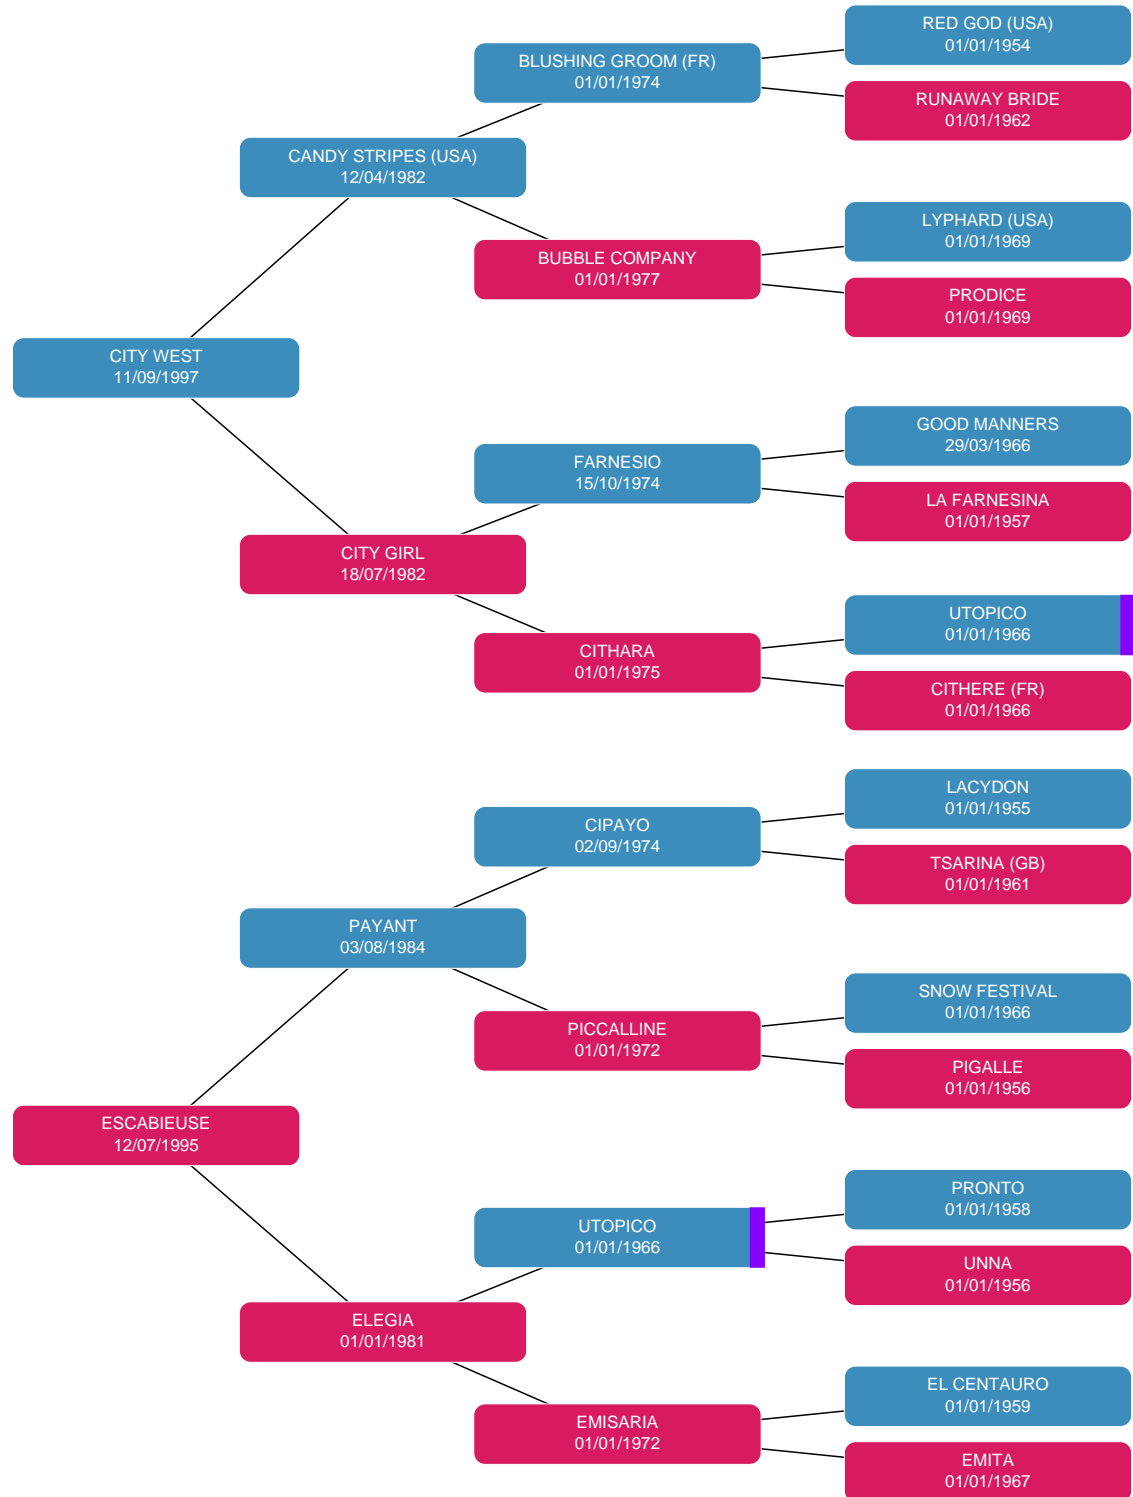 RED GOD (USA)
01/01/1954
BLUSHING GROOM (FR)
01/01/1974
RUNAWAY BRIDE
01/01/1962
CANDY STRIPES (USA)
12/04/1982
LYPHARD (USA)
01/01/1969
BUBBLE COMPANY
01/01/1977
PRODICE
01/01/1969
CITY WEST
11/09/1997
GOOD MANNERS
29/03/1966
FARNESIO
15/10/1974
LA FARNESINA
01/01/1957
CITY GIRL
18/07/1982
UTOPICO
01/01/1966
CITHARA
01/01/1975
CITHERE (FR)
01/01/1966
LACYDON
01/01/1955
CIPAYO
02/09/1974
TSARINA (GB)
01/01/1961
PAYANT
03/08/1984
SNOW FESTIVAL
01/01/1966
PICCALLINE
01/01/1972
PIGALLE
01/01/1956
ESCABIEUSE
12/07/1995
PRONTO
01/01/1958
UTOPICO
01/01/1966
UNNA
01/01/1956
ELEGIA
01/01/1981
EL CENTAURO
01/01/1959
EMISARIA
01/01/1972
EMITA
01/01/1967